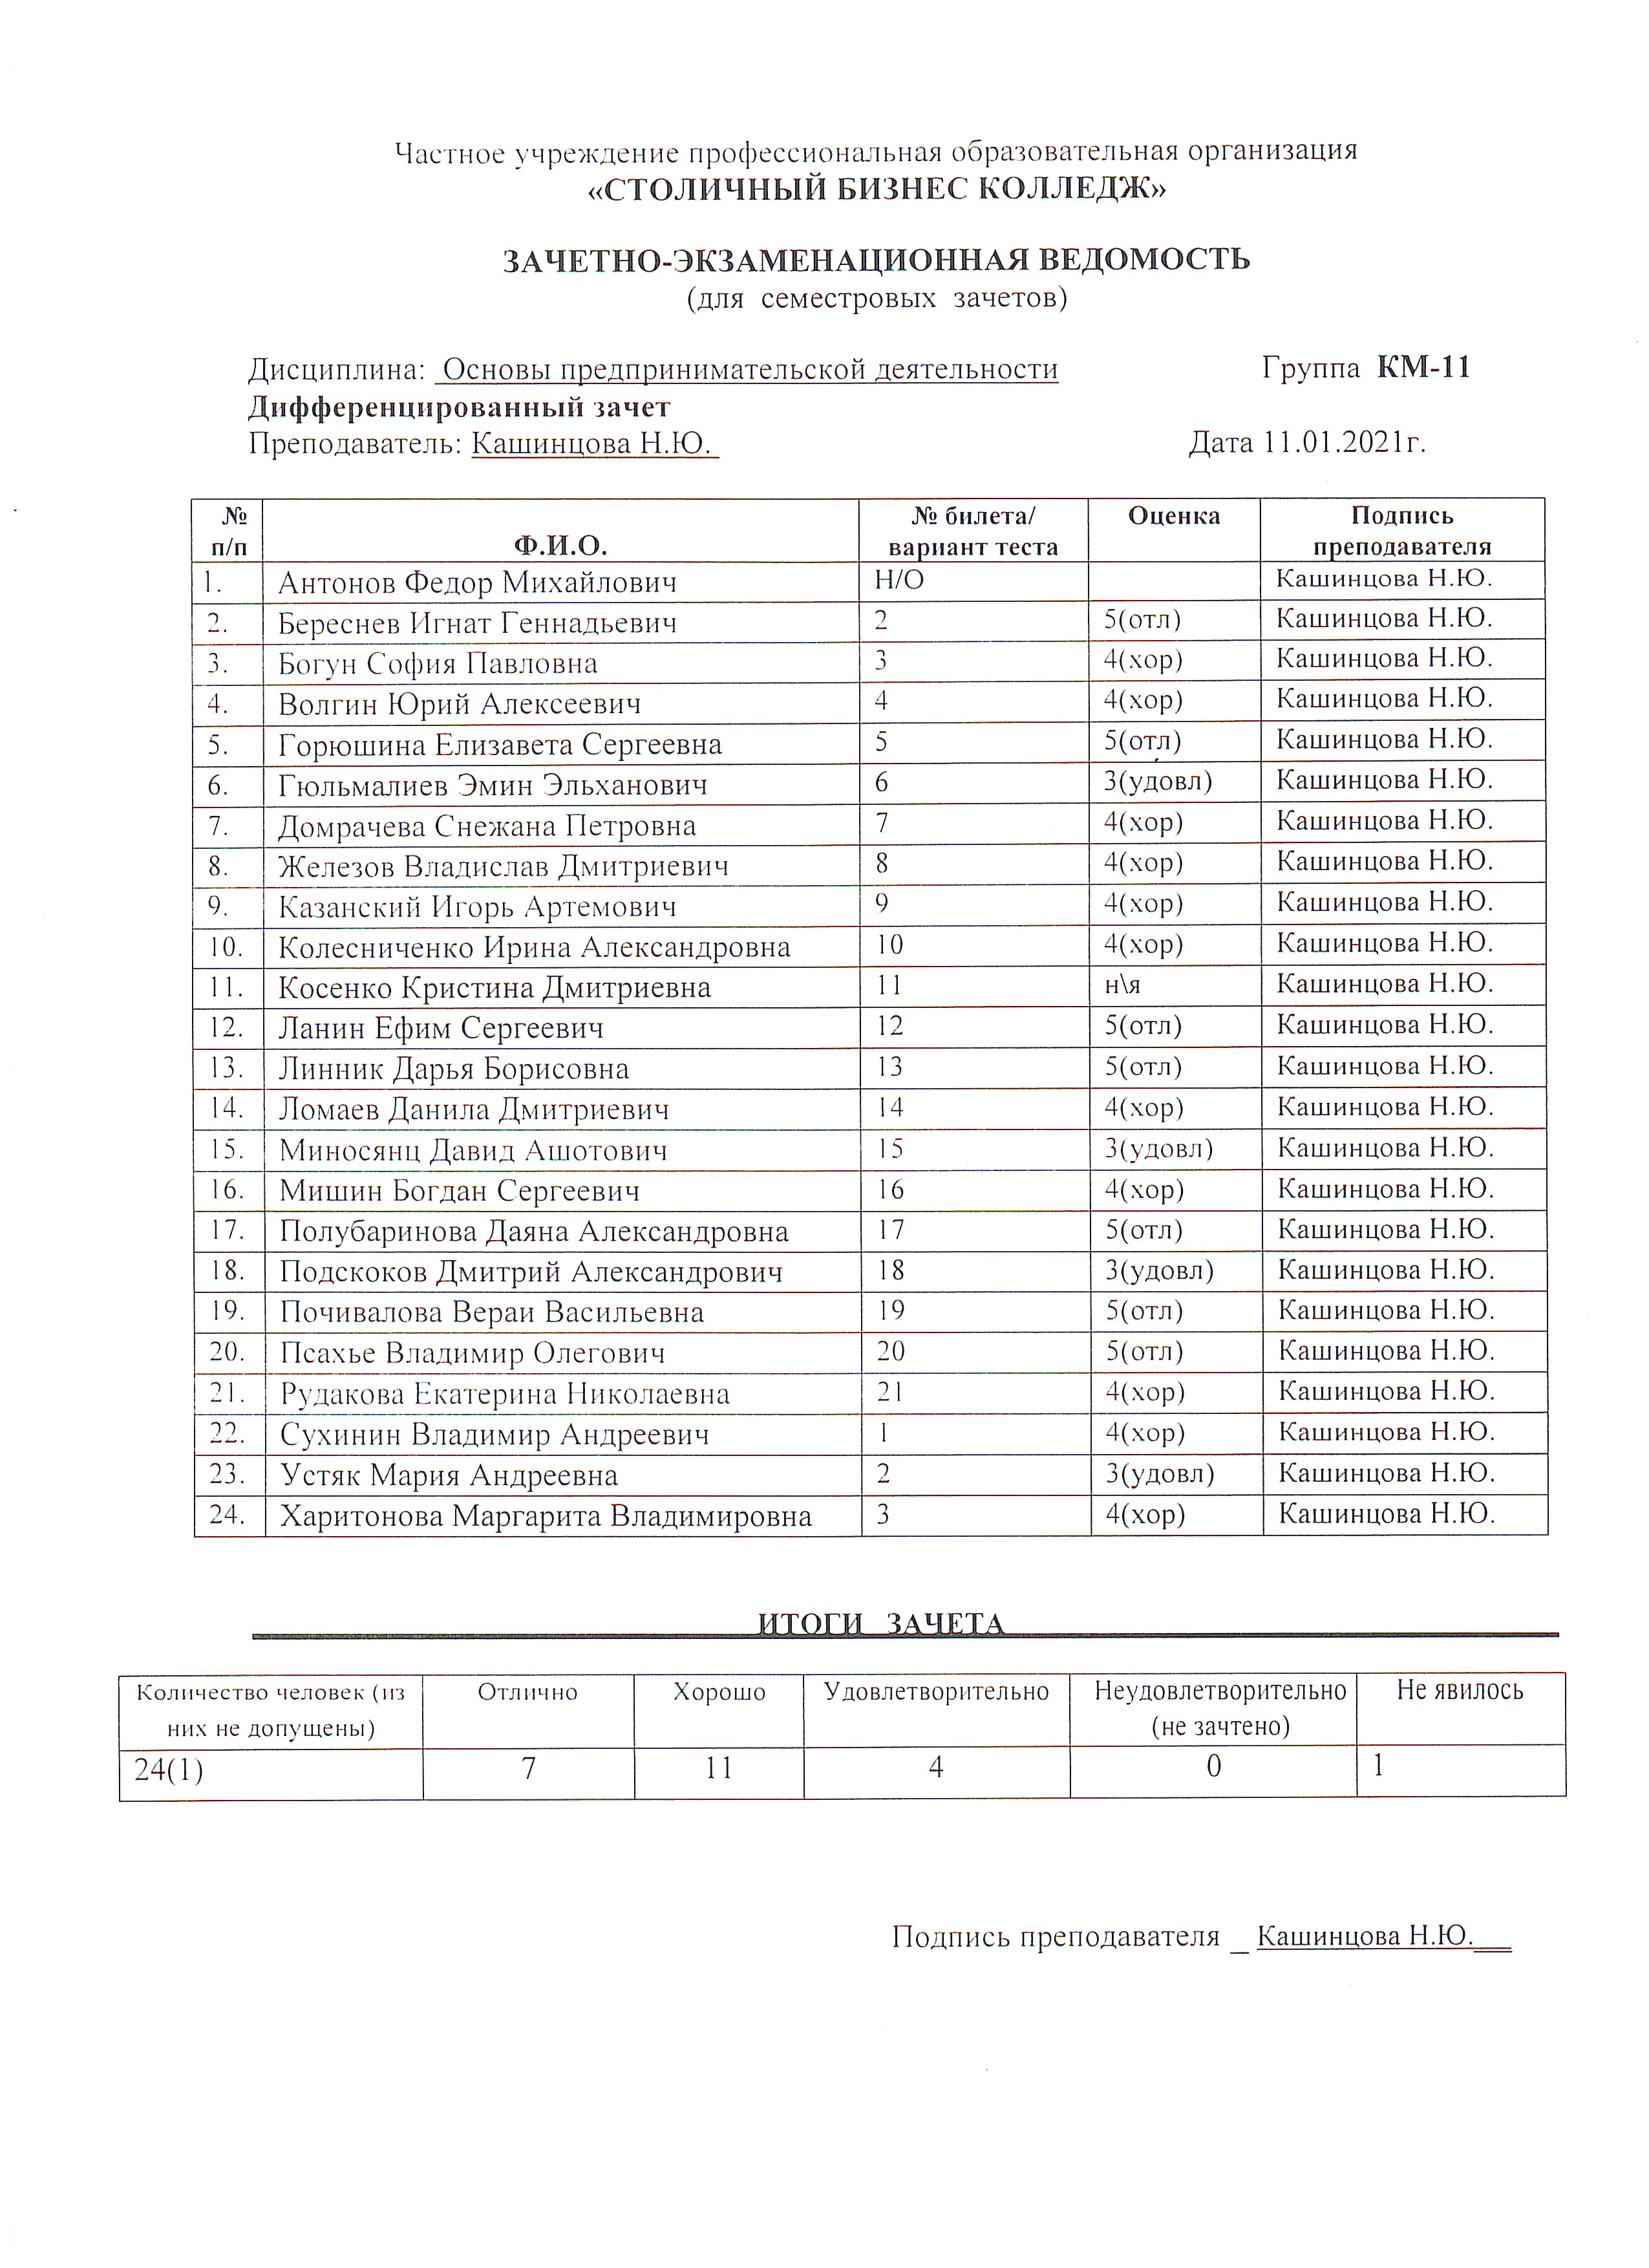 Частное учреждение профессиональная образовательная организация
«СТОЛИЧНЫЙ БИЗНЕС КОЛЛЕДЖ»
ЗАЧЕТНО-ЭКЗАМЕНАЦИОННАЯ ВЕДОМОСТЬ
(для семестровых зачетов)
Дисциплина: Основы предпринимательской деятельности Группа КМ-11
Дифференцированный зачет
Преподаватель: Кашинцова Н.Ю. Дата 11.01.2021г.
№ п/п Ф.И.О. № билета/ вариант теста Оценка Подпись преподавателя
1. Антонов Федор Михайлович Н/О Кашинцова Н.Ю.
2. Береснев Игнат Геннадьевич 2 5(отл) Кашинцова Н.Ю.
3. Богун София Павловна 3 4(хор) Кашинцова Н.Ю.
4. Волгин Юрий Алексеевич 4 4(хор) Кашинцова Н.Ю.
5. Горюшина Елизавета Сергеевна 5 5(отл) Кашинцова Н.Ю.
6. Гюльмалиев Эмин Эльханович 6 3(удовл) Кашинцова Н.Ю.
7. Домрачева Снежана Петровна 7 4(хор) Кашинцова Н.Ю.
8. Железов Владислав Дмитриевич 8 4(хор) Кашинцова Н.Ю.
9. Казанский Игорь Артемович 9 4(хор) Кашинцова Н.Ю.
10. Колесниченко Ирина Александровна 10 4(хор) Кашинцова Н.Ю.
11. Косенко Кристина Дмитриевна 11 н\я Кашинцова Н.Ю.
12. Ланин Ефим Сергеевич 12 5(отл) Кашинцова Н.Ю.
13. Линник Дарья Борисовна 13 5(отл) Кашинцова Н.Ю.
14. Ломаев Данила Дмитриевич 14 4(хор) Кашинцова Н.Ю.
15. Миносянц Давид Ашотович 15 3(удовл) Кашинцова Н.Ю.
16. Мишин Богдан Сергеевич 16 4(хор) Кашинцова Н.Ю.
17. Полубаринова Даяна Александровна 17 5(отл) Кашинцова Н.Ю.
18. Подскоков Дмитрий Александрович 18 3(удовл) Кашинцова Н.Ю.
19. Почивалова Вераи Васильевна 19 5(отл) Кашинцова Н.Ю.
20. Псахье Владимир Олегович 20 5(отл) Кашинцова Н.Ю.
21. Рудакова Екатерина Николаевна 21 4(хор) Кашинцова Н.Ю.
22. Сухинин Владимир Андреевич 1 4(хор) Кашинцова Н.Ю.
23. Устяк Мария Андреевна 2 3(удовл) Кашинцова Н.Ю.
24. Харитонова Маргарита Владимировна 3 4(хор) Кашинцова Н.Ю.
ИТОГИ ЗАЧЕТА
Количество человек (из них не допущены) Отлично Хорошо Удовлетворительно Неудовлетворительно (не зачтено) Не явилось
24(1) 7 11 4 0 1
Подпись преподавателя _ Кашинцова Н.Ю.__